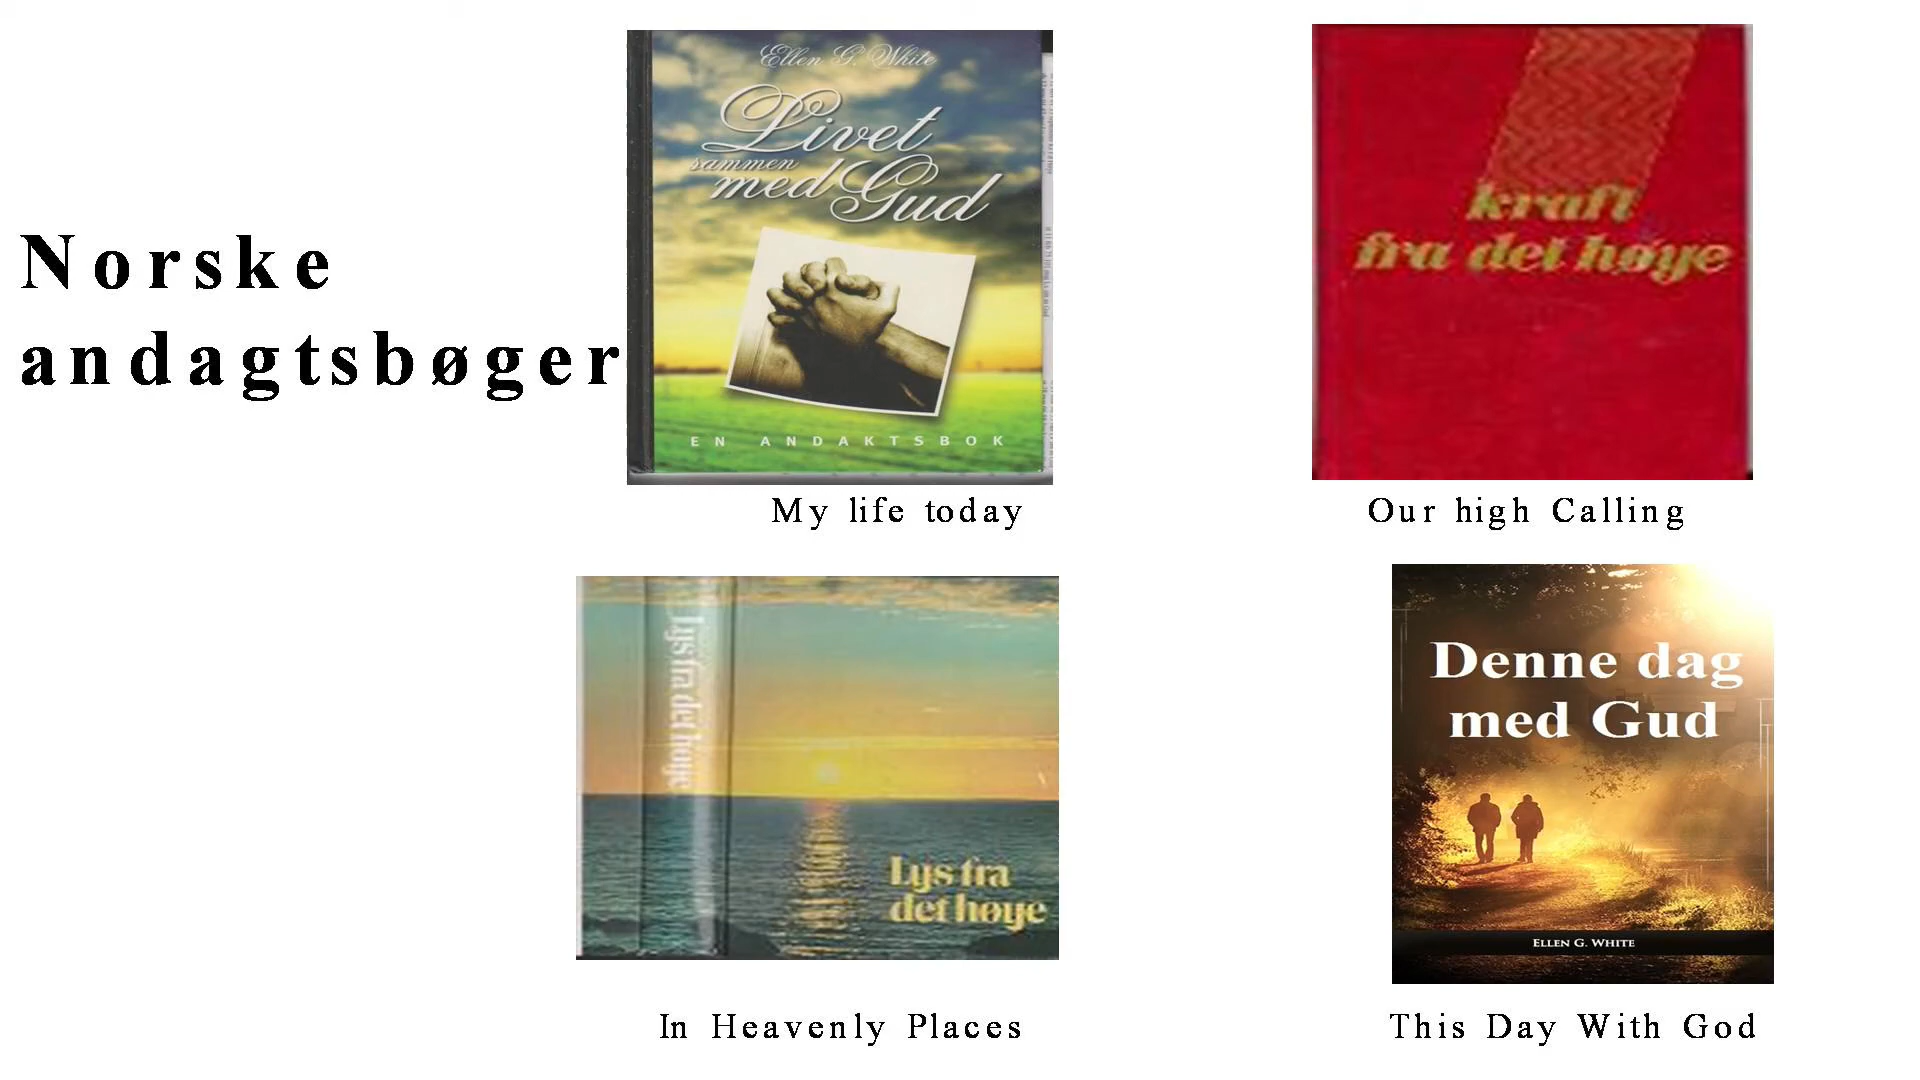 Norske
andagtsbøger
Ellen G. White
Livet
sammen
med Gud
EN ANDAKTSBOK
My life today
kraft
fra det høye
Our high Calling
Lys fra det høye
Lys fra
det høye
In Heavenly Places
Denne dag
med Gud
ELLEN G. WHITE
This Day With God